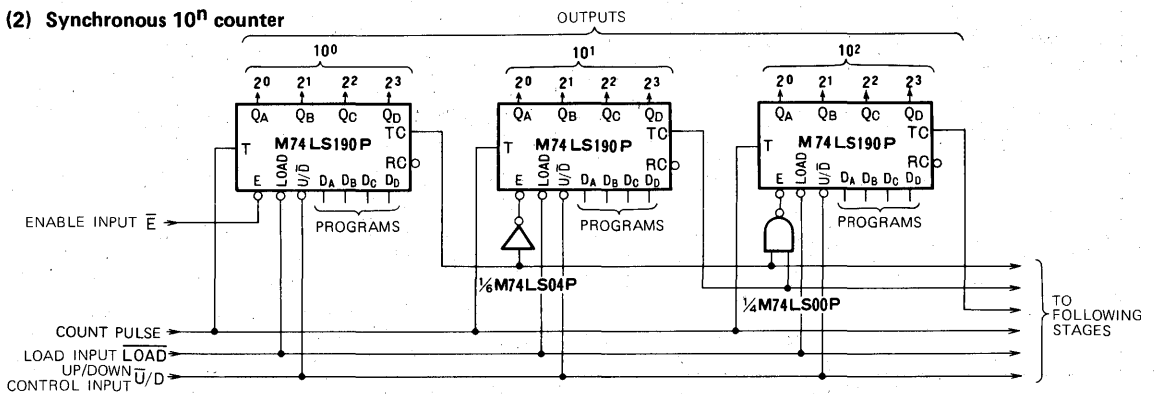 (2) Synchronous 10ⁿ counter
OUTPUTS
10⁰ 10¹ 10²
2⁰ 2¹ 2² 2³ 2⁰ 2¹ 2² 2³ 2⁰ 2¹ 2² 2³
QA QB QC QD QA QB QC QD QA QB QC QD
TC TC TC
T M74LS190P T M74LS190P T M74LS190P
RC RC RC
E LOAD U/D̅ DA DB DC DD E LOAD U/D̅ DA DB DC DD E LOAD U/D̅ DA DB DC DD
ENABLE INPUT E̅ PROGRAMS PROGRAMS PROGRAMS
⅙M74LS04P ¼M74LS00P
COUNT PULSE
LOAD INPUT L̅O̅A̅D̅
UP/DOWN
CONTROL INPUT U̅/D
TO
FOLLOWING
STAGES